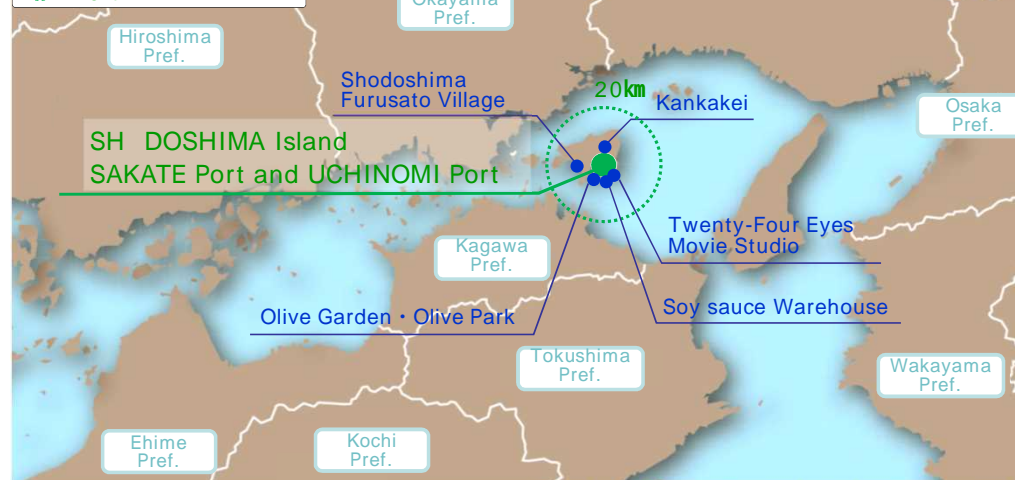 Okayama
Pref.
Hiroshima
Pref.
Shodoshima
Furusato Village
20km
Kankakei
Osaka
Pref.
SH DOSHIMA Island
SAKATE Port and UCHINOMI Port
Twenty-Four Eyes
Movie Studio
Kagawa
Pref.
Soy sauce Warehouse
Olive Garden・Olive Park
Tokushima
Pref.
Wakayama
Pref.
Ehime
Pref.
Kochi
Pref.